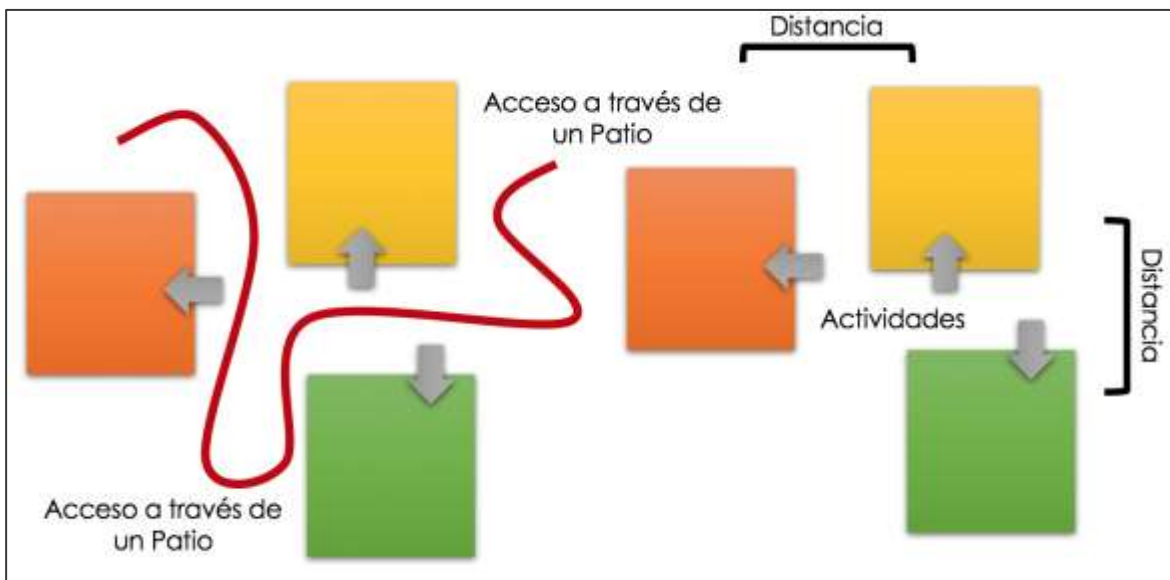 Distancia
Acceso a través de
un Patio
Distancia
Actividades
Acceso a través de
un Patio